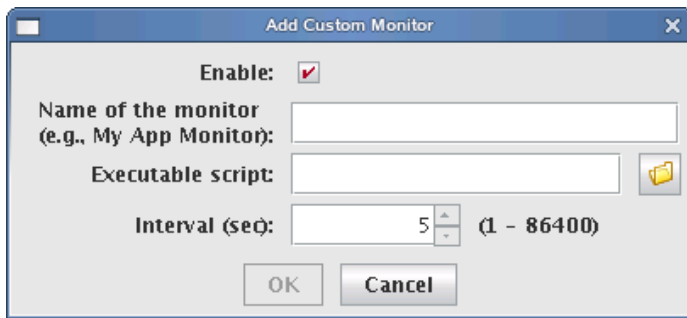 Add Custom Monitor
Enable:
Name of the monitor
(e.g., My App Monitor):
Executable script:
Interval (sec): 5 (1 - 86400)
OK Cancel